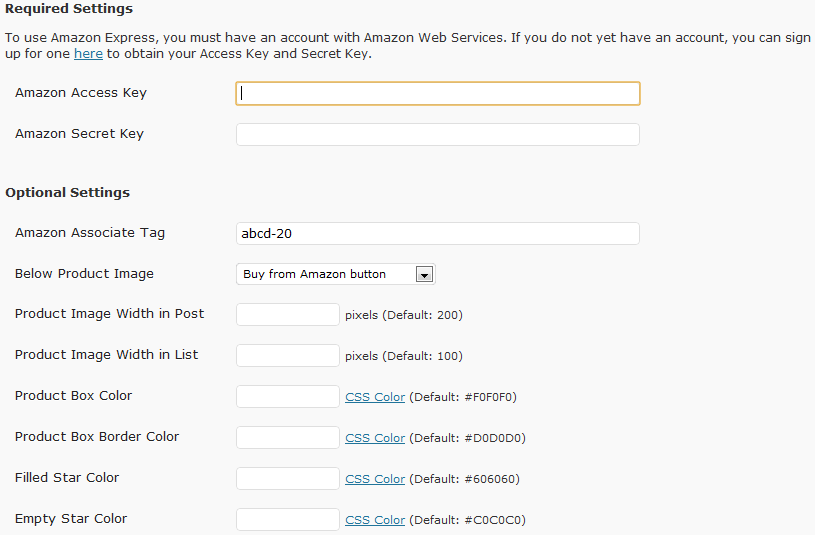 Required Settings
To use Amazon Express, you must have an account with Amazon Web Services. If you do not yet have an account, you can sign
up for one here to obtain your Access Key and Secret Key.
Amazon Access Key
Amazon Secret Key
Optional Settings
Amazon Associate Tag abcd-20
Below Product Image Buy from Amazon button
Product Image Width in Post pixels (Default: 200)
Product Image Width in List pixels (Default: 100)
Product Box Color CSS Color (Default: #F0F0F0)
Product Box Border Color CSS Color (Default: #D0D0D0)
Filled Star Color CSS Color (Default: #606060)
Empty Star Color CSS Color (Default: #C0C0C0)